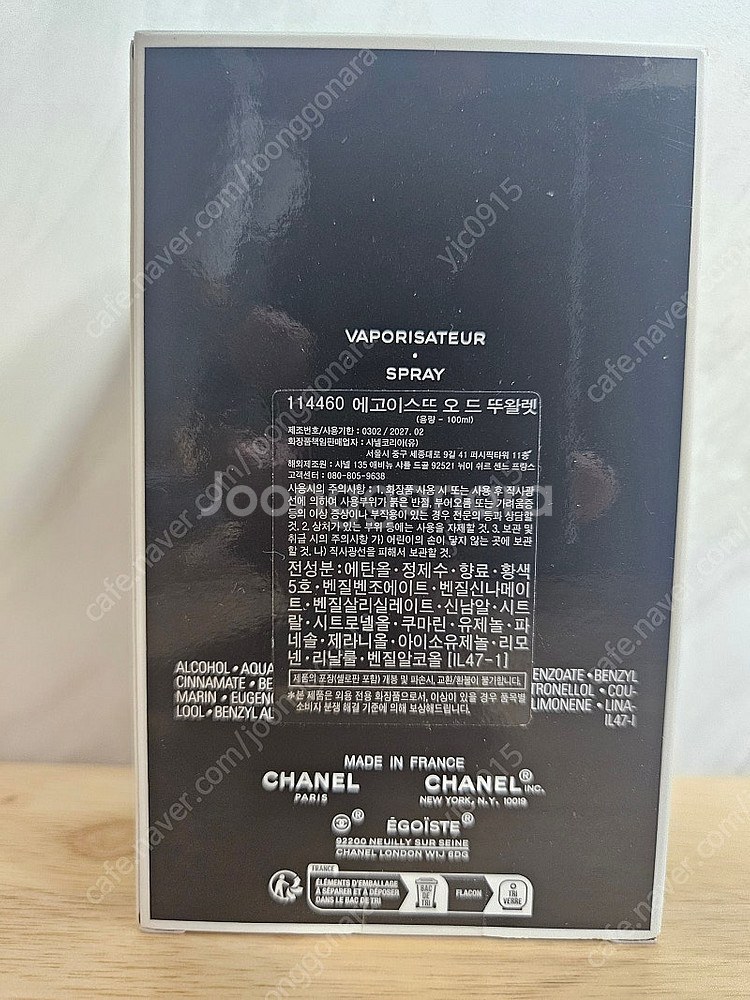 VAPORISATEUR
SPRAY
114460 에고이스뜨 오 드 뚜왈렛
(용량 - 100ml)
제조번호/사용기한 : 0302 / 2027. 02
화장품책임판매업자 : 샤넬코리아(유)
서울시 중구 세종대로 9길 41 퍼시픽타워 11층
해외제조원 : 샤넬 135 애비뉴 샤를 드골 92521 뉘이 쉬르 센느 프랑스
고객센터 : 080-805-9638
사용시의 주의사항 : 1. 화장품 사용 시 또는 사용 후 직사광
선에 의하여 사용부위가 붉은 반점, 부어오름 또는 가려움증
등의 이상 증상이나 부작용이 있는 경우 전문의 등과 상담할
것. 2. 상처가 있는 부위 등에는 사용을 자제할 것. 3. 보관 및
취급 시의 주의사항 가) 어린이의 손이 닿지 않는 곳에 보관
할 것. 나) 직사광선을 피해서 보관할 것.
전성분:에탄올•정제수•향료•황색
5호•벤질벤조에이트•벤질신나메이
트•벤질살리실레이트•신남알•시트
랄•시트로넬올•쿠마린•유제놀•파
네솔•제라니올•아이소유제놀•리모
넨•리날룰•벤질알코올 [IL47-1]
제품의 포장(셀로판 포함) 개봉 및 파손시, 교환/환불이 불가합니다.
*본 제품은 외용 전용 화장품으로서, 이상이 있을 경우 품목별
소비자 분쟁 해결 기준에 의해 보상해드립니다.
ALCOHOL • AQUA ENZOATE • BENZYL
CINNAMATE • BE TRONELLOL • COU-
MARIN • EUGEN LIMONENE • LINA-
LOOL • BENZYL AL IL47-I
MADE IN FRANCE
CHANEL CHANEL® INC.
PARIS NEW YORK, N.Y. 10019
® ÉGOÏSTE®
92200 NEUILLY SUR SEINE
CHANEL LONDON W1J 6DG
FRANCE
ÉLÉMENTS D'EMBALLAGE
À SÉPARER ET À DÉPOSER
DANS LE BAC DE TRI
BAC DE TRI
FLACON
TRI VERRE
Joonggonara
cafe.naver.com/joonggonara
yjc0915